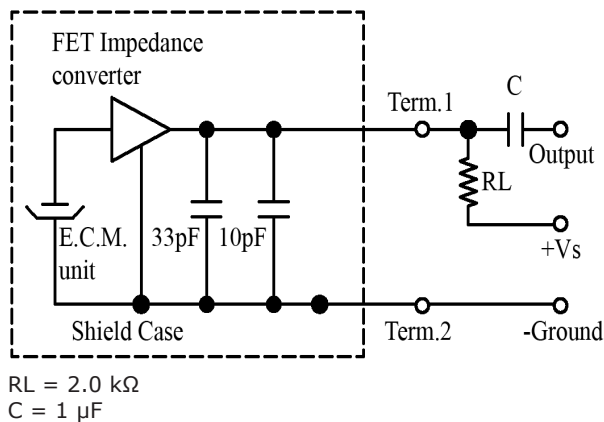 FET Impedance
converter
Term.1
C
Output
RL
+Vs
E.C.M.
unit
33pF
10pF
Shield Case
Term.2
-Ground
RL = 2.0 kΩ
C = 1 μF